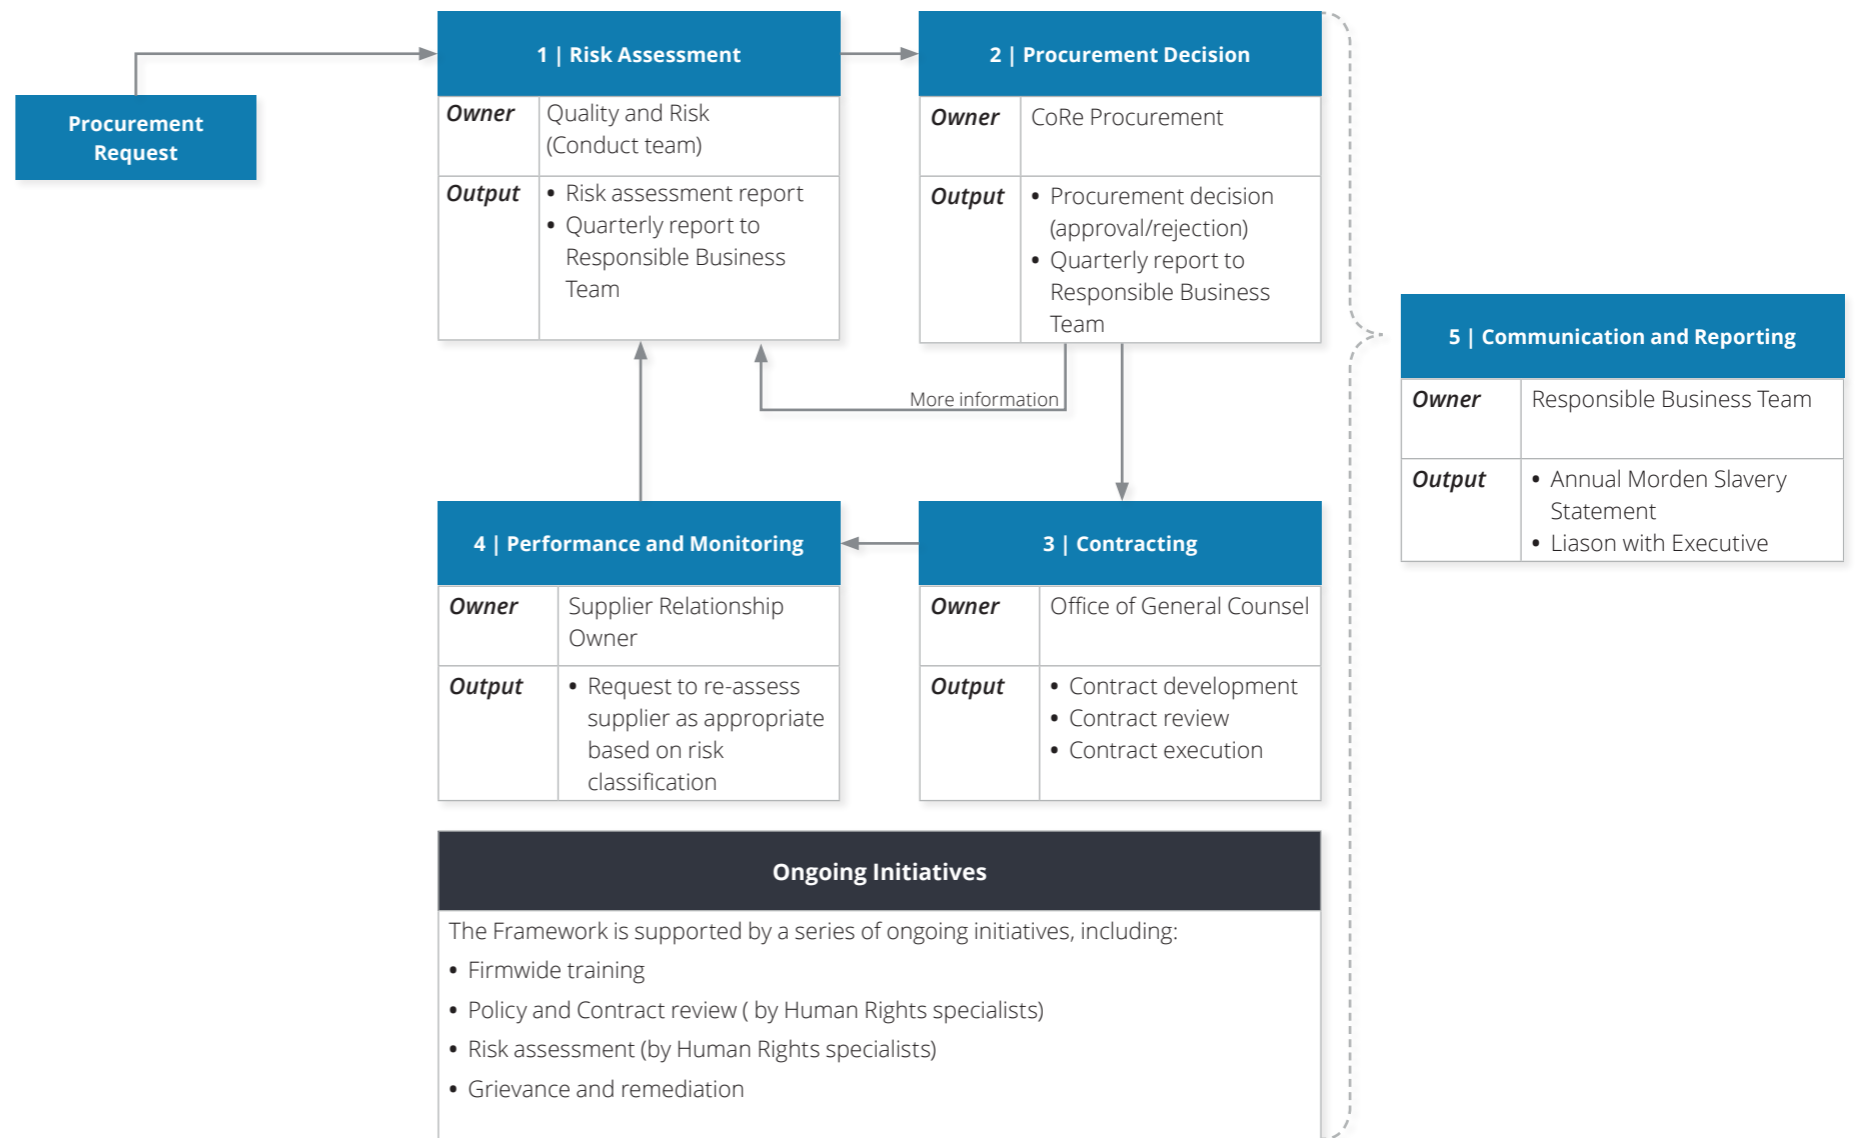 Procurement
Request
1 | Risk Assessment
Owner
Quality and Risk
(Conduct team)
Output
• Risk assessment report
• Quarterly report to
Responsible Business
Team
2 | Procurement Decision
Owner
CoRe Procurement
Output
• Procurement decision
(approval/rejection)
• Quarterly report to
Responsible Business
Team
More information
3 | Contracting
Owner
Office of General Counsel
Output
• Contract development
• Contract review
• Contract execution
4 | Performance and Monitoring
Owner
Supplier Relationship
Owner
Output
• Request to re-assess
supplier as appropriate
based on risk
classification
5 | Communication and Reporting
Owner
Responsible Business Team
Output
• Annual Morden Slavery
Statement
• Liason with Executive
Ongoing Initiatives
The Framework is supported by a series of ongoing initiatives, including:
• Firmwide training
• Policy and Contract review ( by Human Rights specialists)
• Risk assessment (by Human Rights specialists)
• Grievance and remediation